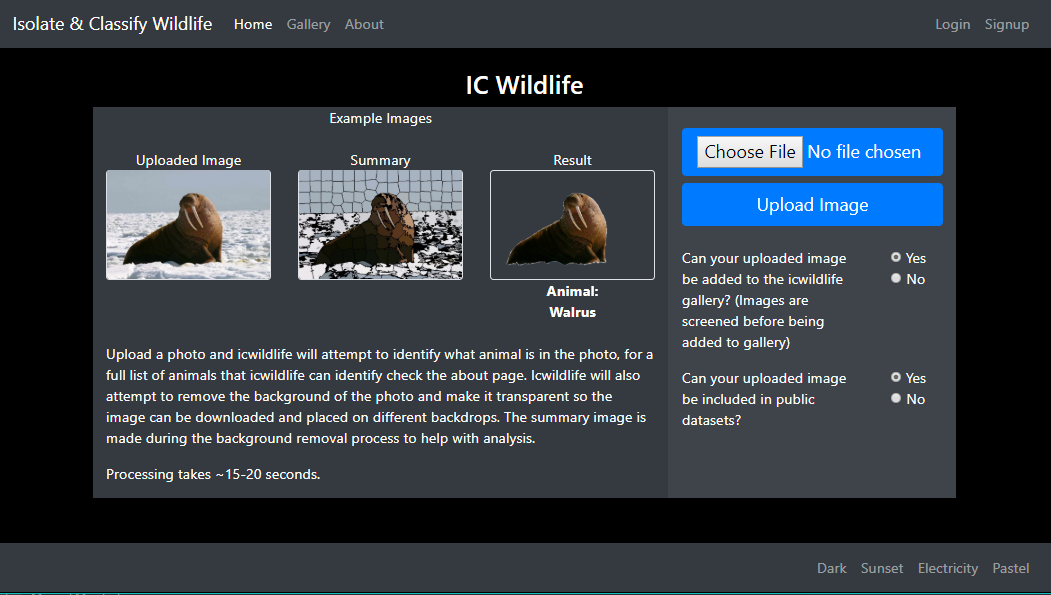 Isolate & Classify Wildlife Home Gallery About Login Signup
IC Wildlife
Example Images
Uploaded Image Summary Result
Animal:
Walrus
Upload a photo and icwildlife will attempt to identify what animal is in the photo, for a
full list of animals that icwildlife can identify check the about page. Icwildlife will also
attempt to remove the background of the photo and make it transparent so the
image can be downloaded and placed on different backdrops. The summary image is
made during the background removal process to help with analysis.
Processing takes ~15-20 seconds.
Choose File No file chosen
Upload Image
Can your uploaded image
be added to the icwildlife
gallery? (Images are
screened before being
added to gallery)
Yes
No
Can your uploaded image
be included in public
datasets?
Yes
No
Dark Sunset Electricity Pastel